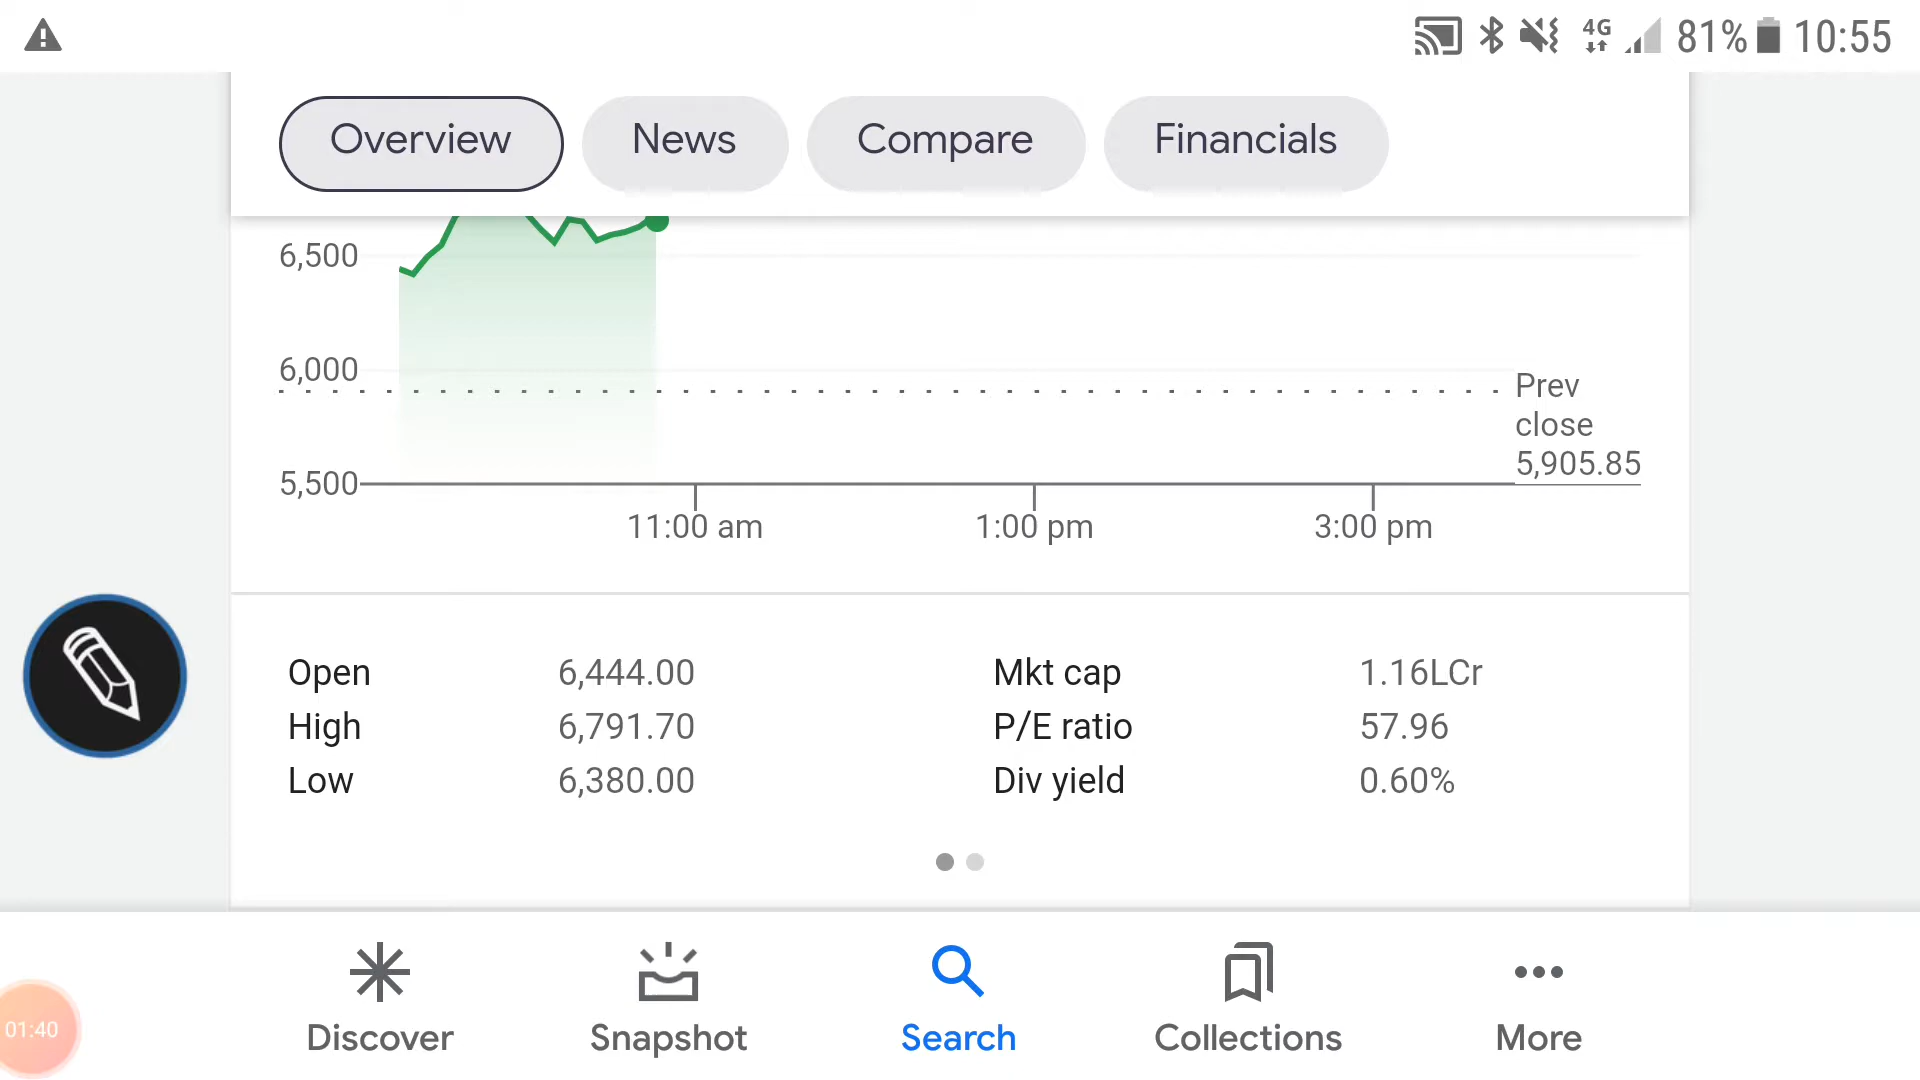 4G 81% 10:55
Overview News Compare Financials
6,500
6,000
Prev
close
5,905.85
5,500
11:00 am 1:00 pm 3:00 pm
Open 6,444.00 Mkt cap 1.16LCr
High 6,791.70 P/E ratio 57.96
Low 6,380.00 Div yield 0.60%
01:40
Discover Snapshot Search Collections More